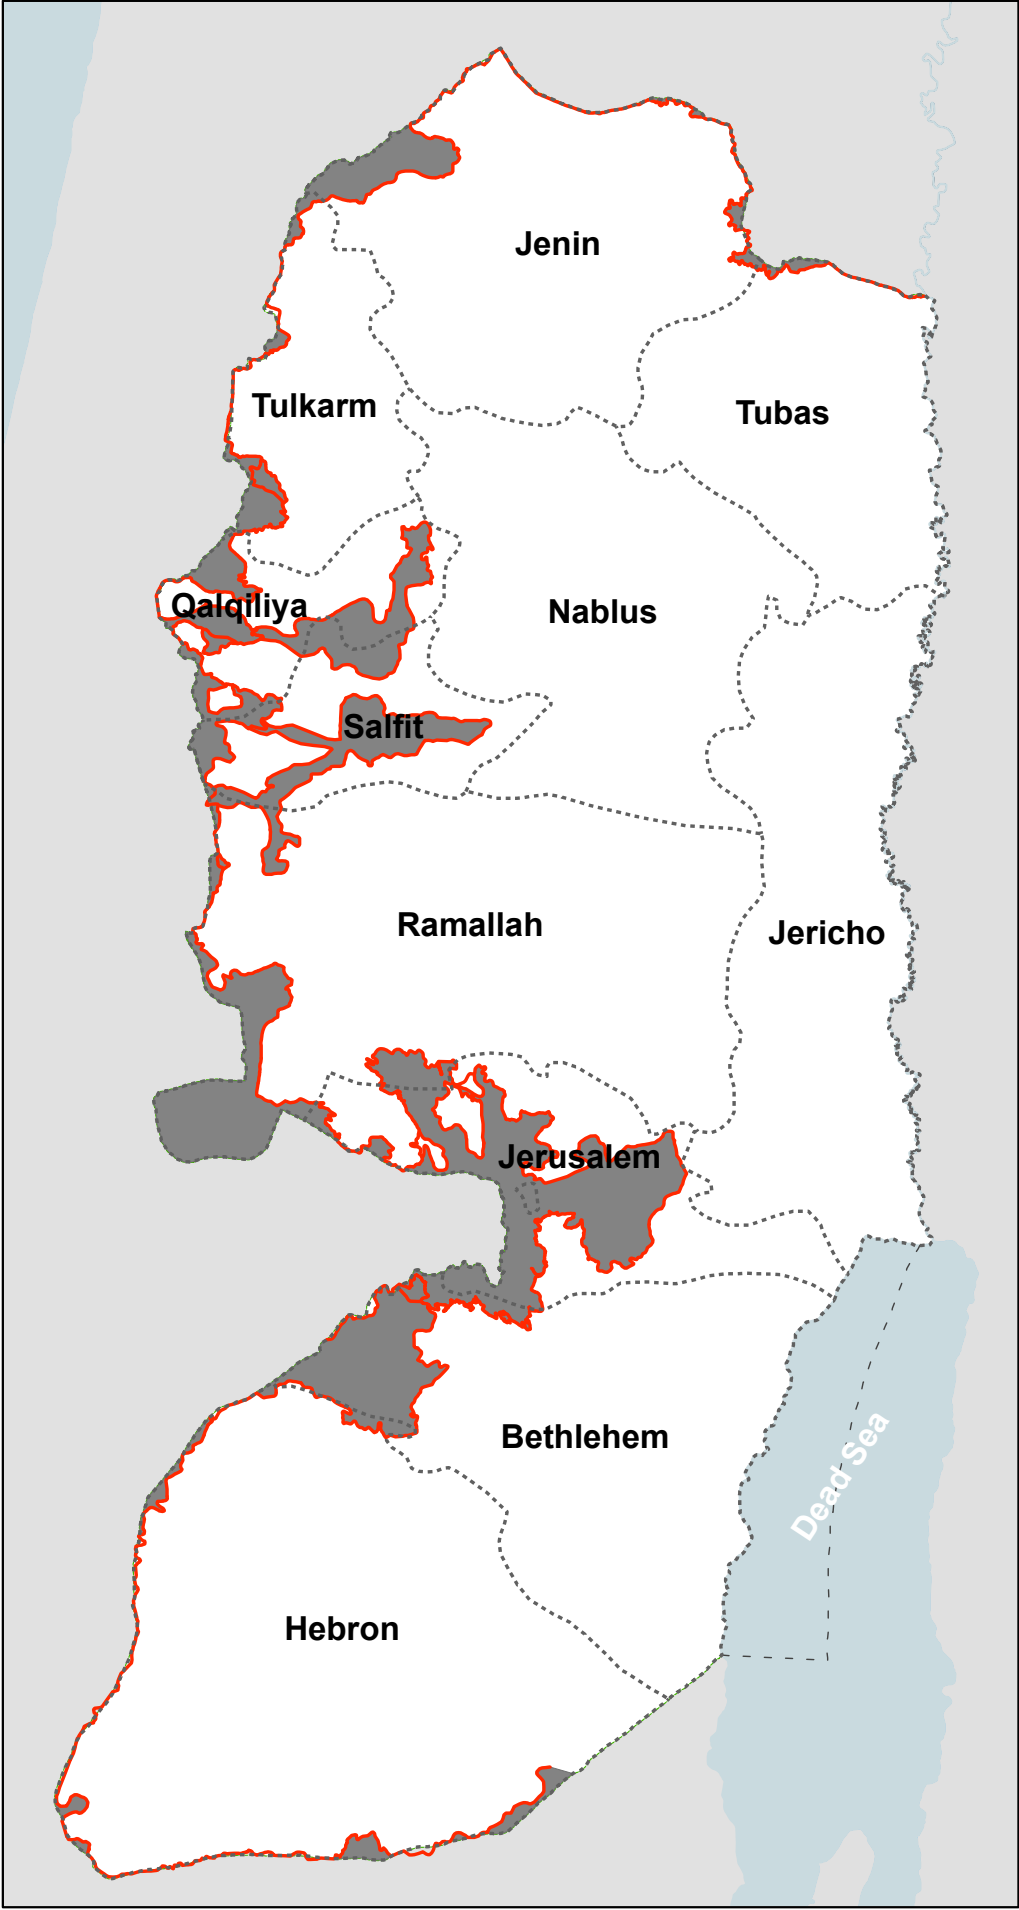 Jenin
Tulkarm
Tubas
Qalqiliya
Nablus
Salfit
Ramallah
Jericho
Jerusalem
Bethlehem
Dead Sea
Hebron